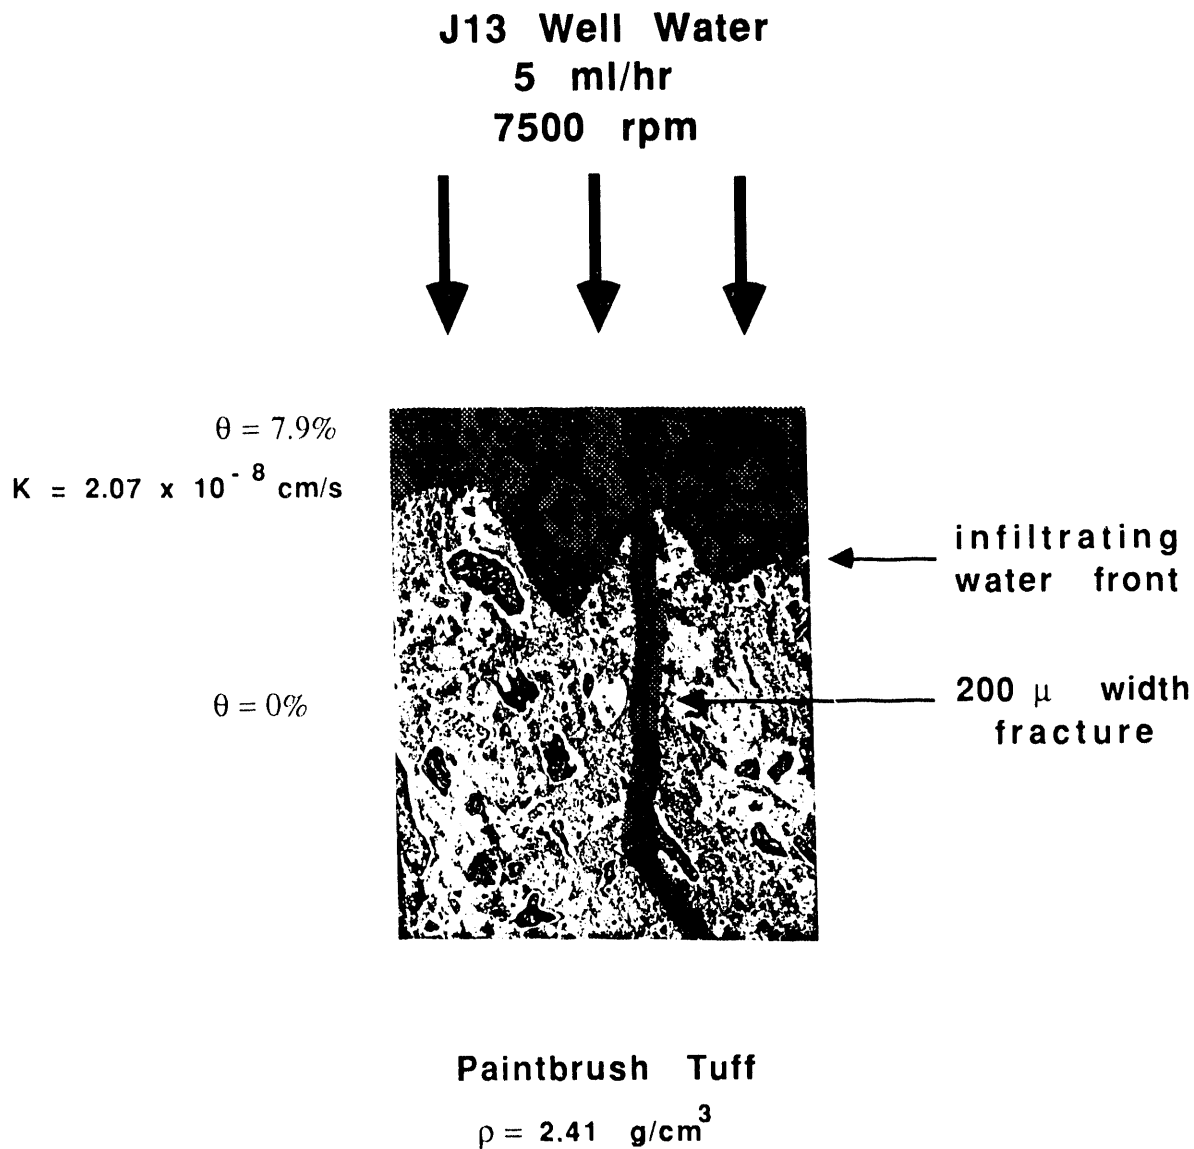 J13 Well Water
5 ml/hr
7500 rpm
θ = 7.9%
K = 2.07 x 10⁻⁸ cm/s
infiltrating
water front
θ = 0%
200 μ width
fracture
Paintbrush Tuff
ρ = 2.41 g/cm³